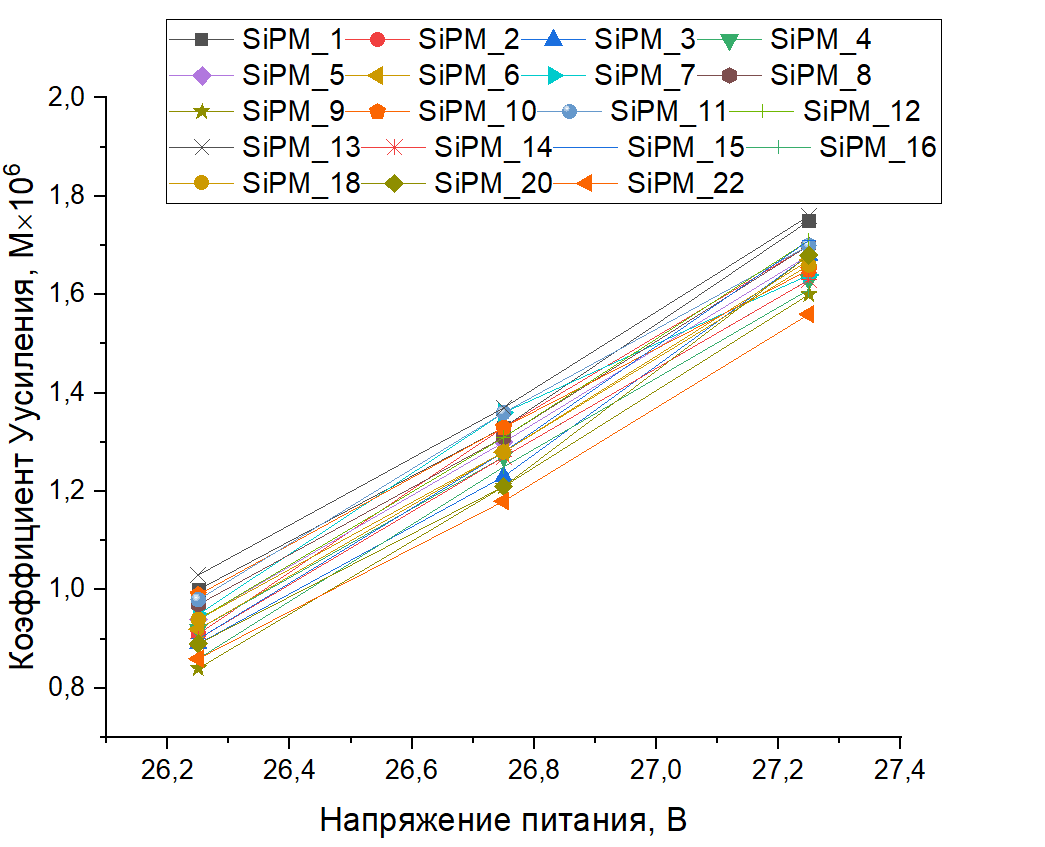 SiPM_1 SiPM_2 SiPM_3 SiPM_4
SiPM_5 SiPM_6 SiPM_7 SiPM_8
SiPM_9 SiPM_10 SiPM_11 SiPM_12
SiPM_13 SiPM_14 SiPM_15 SiPM_16
SiPM_18 SiPM_20 SiPM_22
2,0
1,8
1,6
1,4
1,2
1,0
0,8
Коэффициент Уусиления, М×10⁶
26,2 26,4 26,6 26,8 27,0 27,2 27,4
Напряжение питания, В